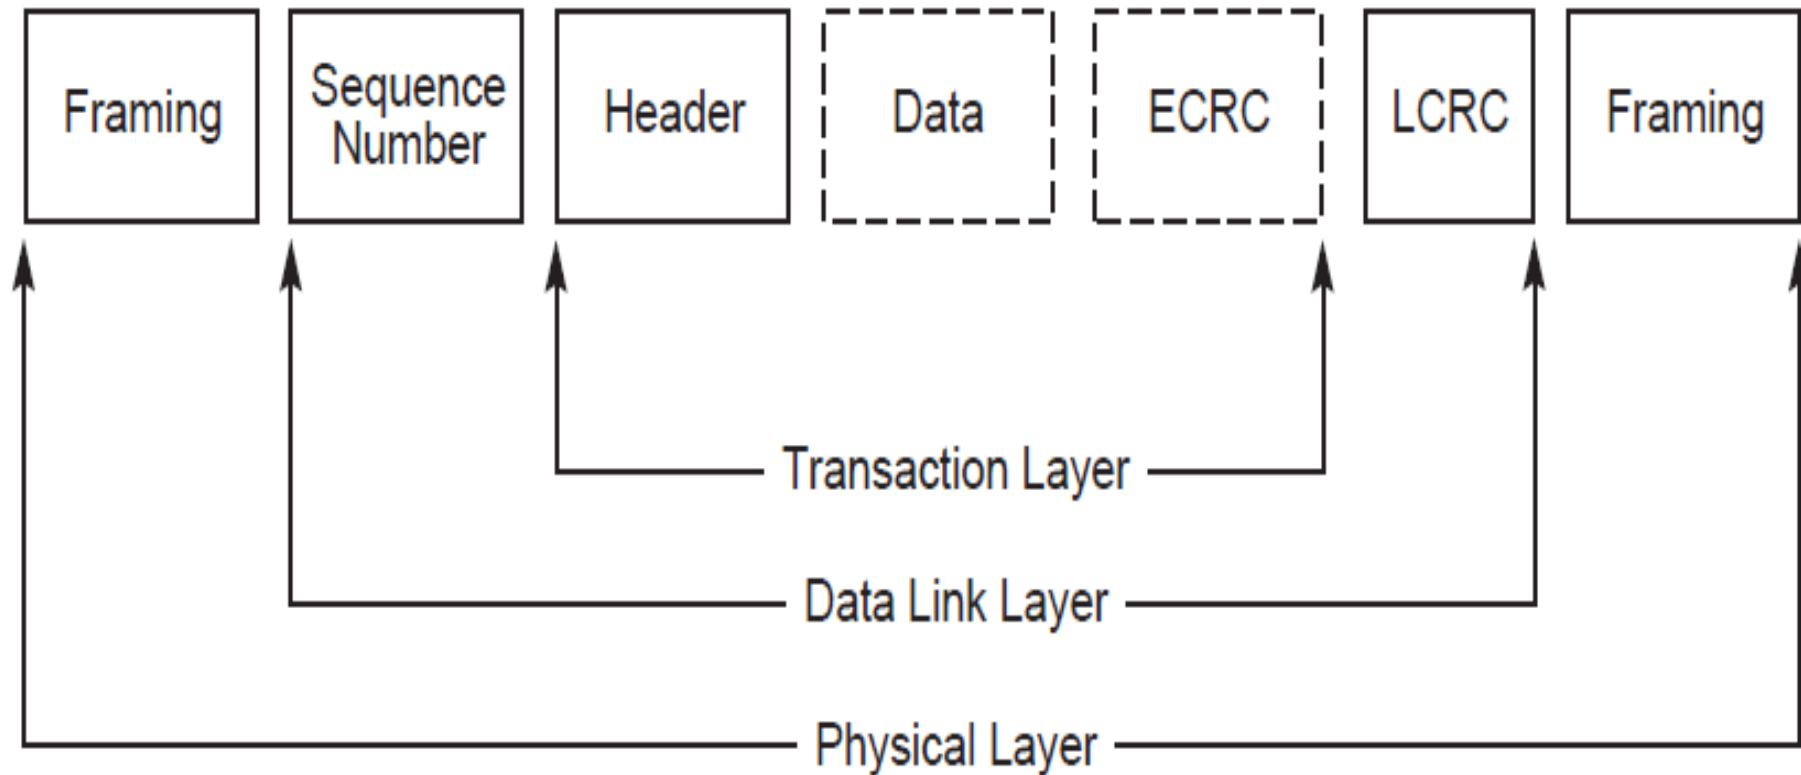 Framing
Sequence
Number
Header
Data
ECRC
LCRC
Framing
Transaction Layer
Data Link Layer
Physical Layer